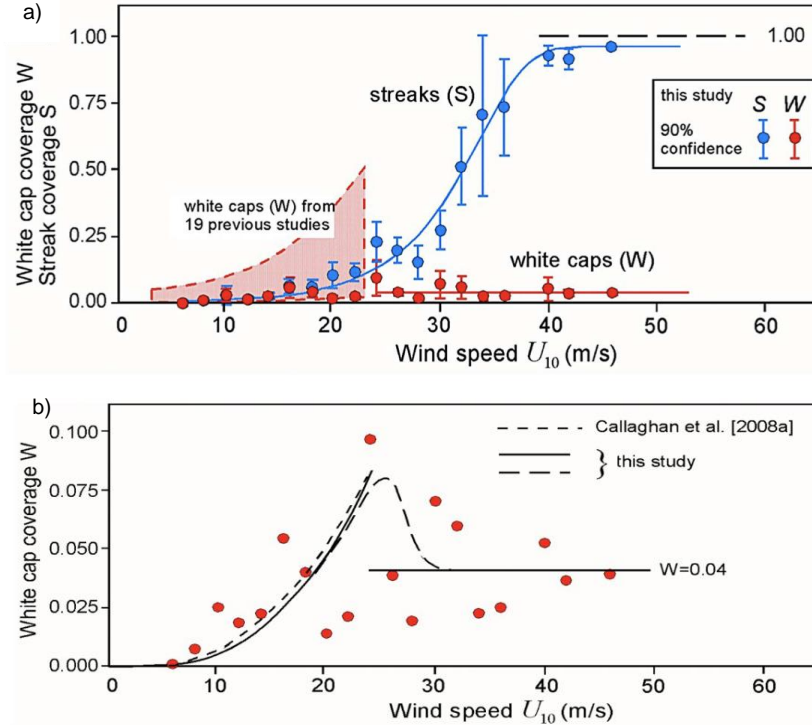 a)
1.00
0.75
0.50
0.25
0.00
White cap coverage W
Streak coverage S
streaks (S)
1.00
this study S W
90%
confidence
white caps (W) from
19 previous studies
white caps (W)
0 10 20 30 40 50 60
Wind speed U10 (m/s)
b)
0.100
0.075
0.050
0.025
0.000
White cap coverage W
Callaghan et al. [2008a]
} this study
W=0.04
0 10 20 30 40 50 60
Wind speed U10 (m/s)